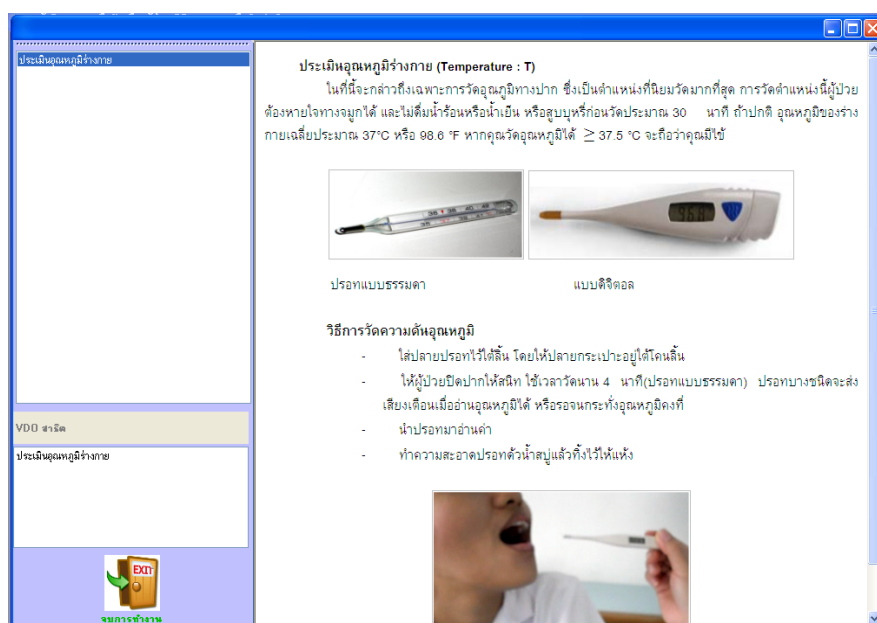 ประเมินอุณหภูมิร่างกาย
ประเมินอุณหภูมิร่างกาย (Temperature : T)
ในที่นี้จะกล่าวถึงเฉพาะการวัดอุณภูมิทางปาก ซึ่งเป็นตำแหน่งที่นิยมวัดมากที่สุด การวัดตำแหน่งนี้ผู้ป่วย
ต้องหายใจทางจมูกได้ และไม่ดื่มน้ำร้อนหรือน้ำเย็น หรือสูบบุหรี่ก่อนวัดประมาณ 30 นาที ถ้าปกติ อุณหภูมิของร่าง
กายเฉลี่ยประมาณ 37°C หรือ 98.6 °F หากคุณวัดอุณหภูมิได้ ≥ 37.5 °C จะถือว่าคุณมีไข้
ปรอทแบบธรรมดา
แบบดิจิตอล
วิธีการวัดความดันอุณหภูมิ
- ใส่ปลายปรอทไว้ใต้ลิ้น โดยให้ปลายกระเปาะอยู่ใต้โคนลิ้น
- ให้ผู้ป่วยปิดปากให้สนิท ใช้เวลาวัดนาน 4 นาที(ปรอทแบบธรรมดา) ปรอทบางชนิดจะส่ง
เสียงเตือนเมื่ออ่านอุณหภูมิได้ หรือรอจนกระทั่งอุณหภูมิคงที่
- นำปรอทมาอ่านค่า
- ทำความสะอาดปรอทด้วน้ำสบู่แล้วทิ้งไว้ให้แห้ง
VDO สาธิต
ประเมินอุณหภูมิร่างกาย
EXIT
จบการทำงาน